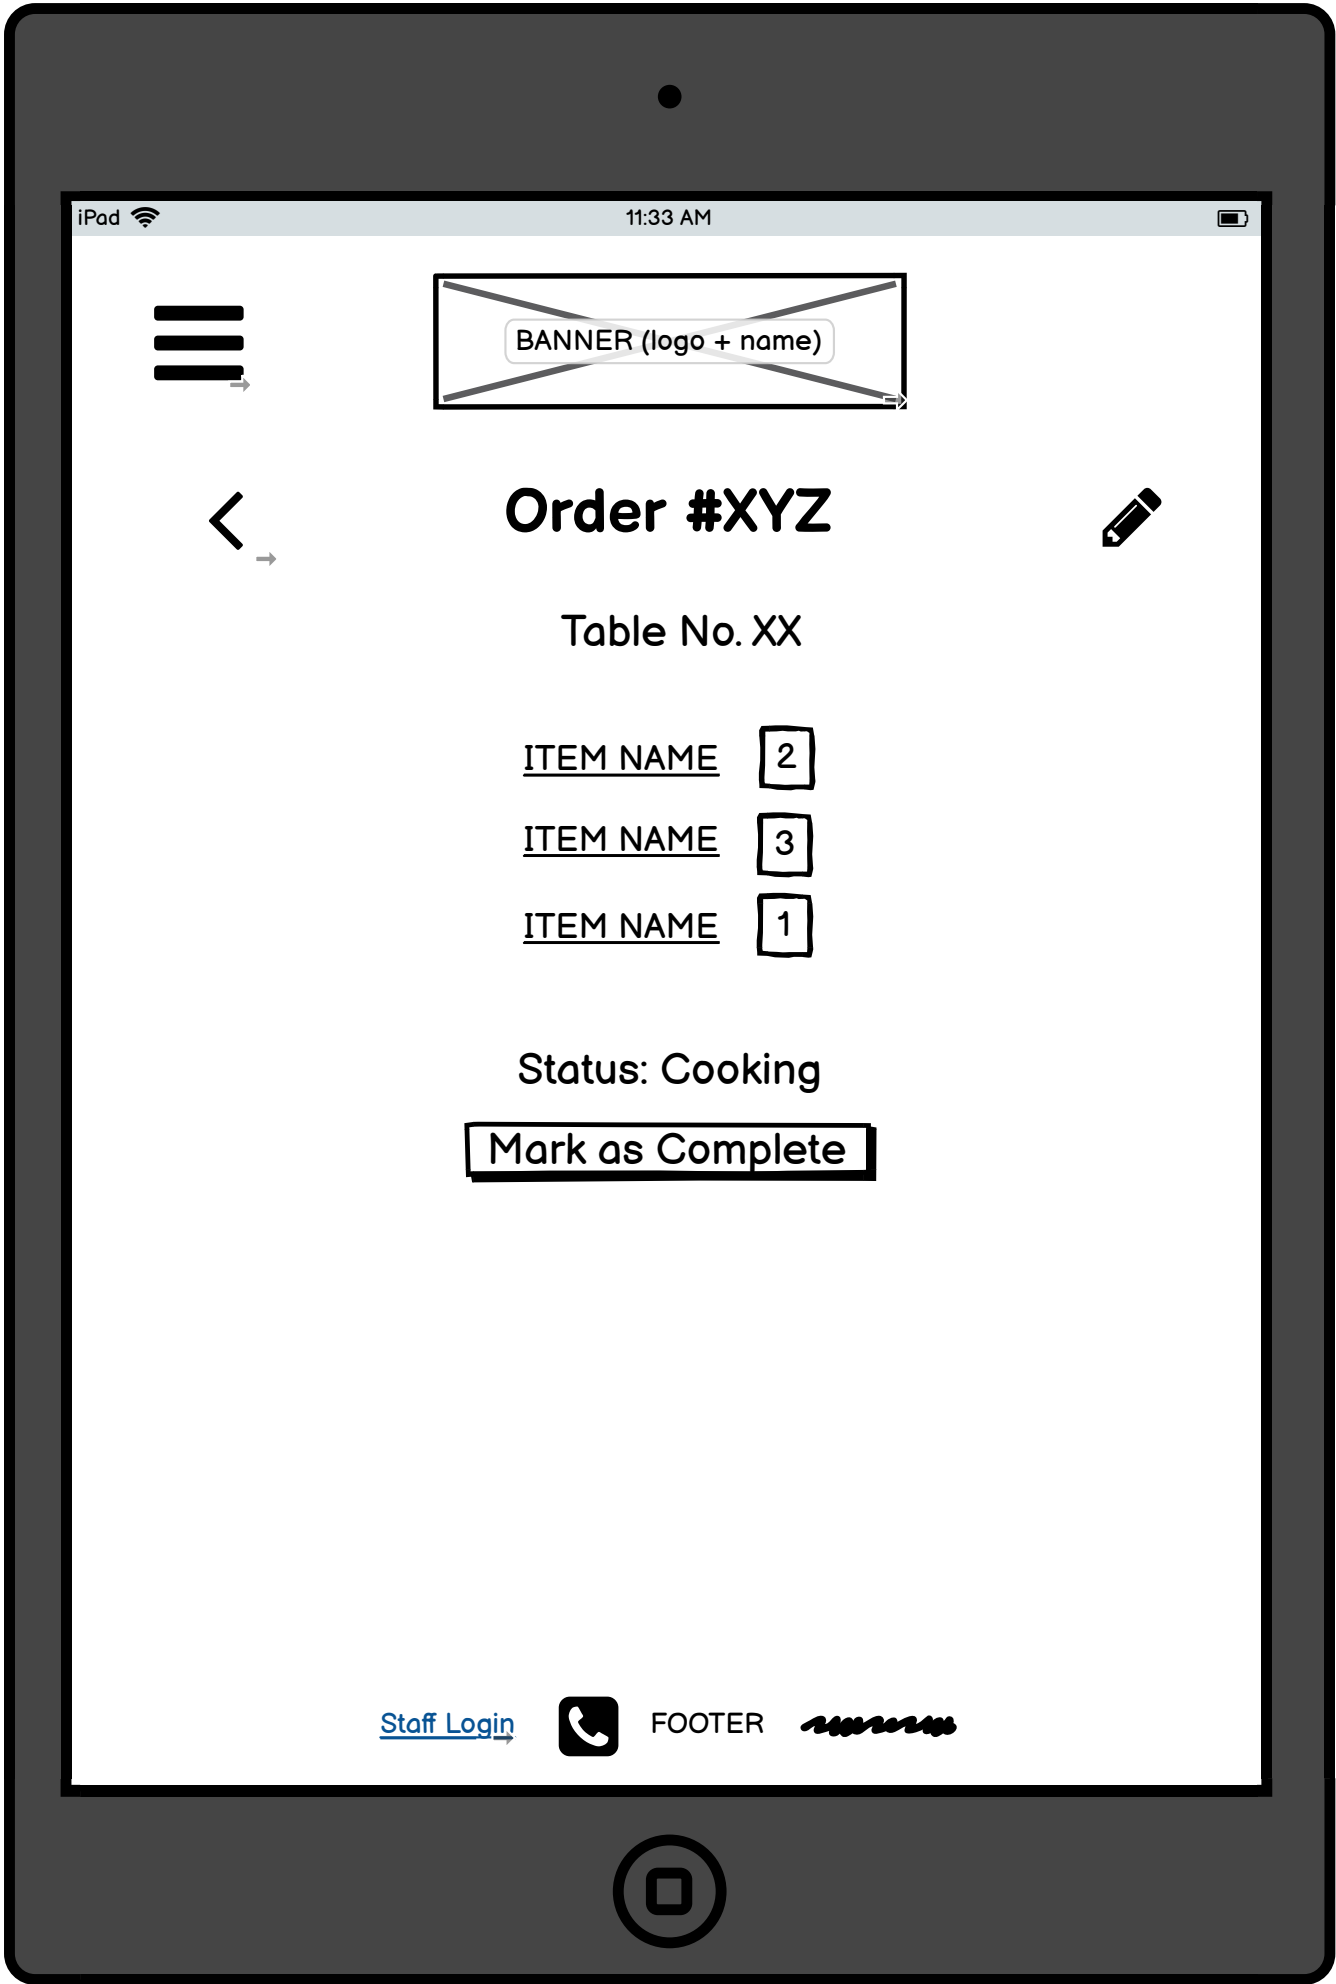 iPad 11:33 AM
BANNER (logo + name)
Order #XYZ
Table No. XX
ITEM NAME 2
ITEM NAME 3
ITEM NAME 1
Status: Cooking
Mark as Complete
Staff Login FOOTER